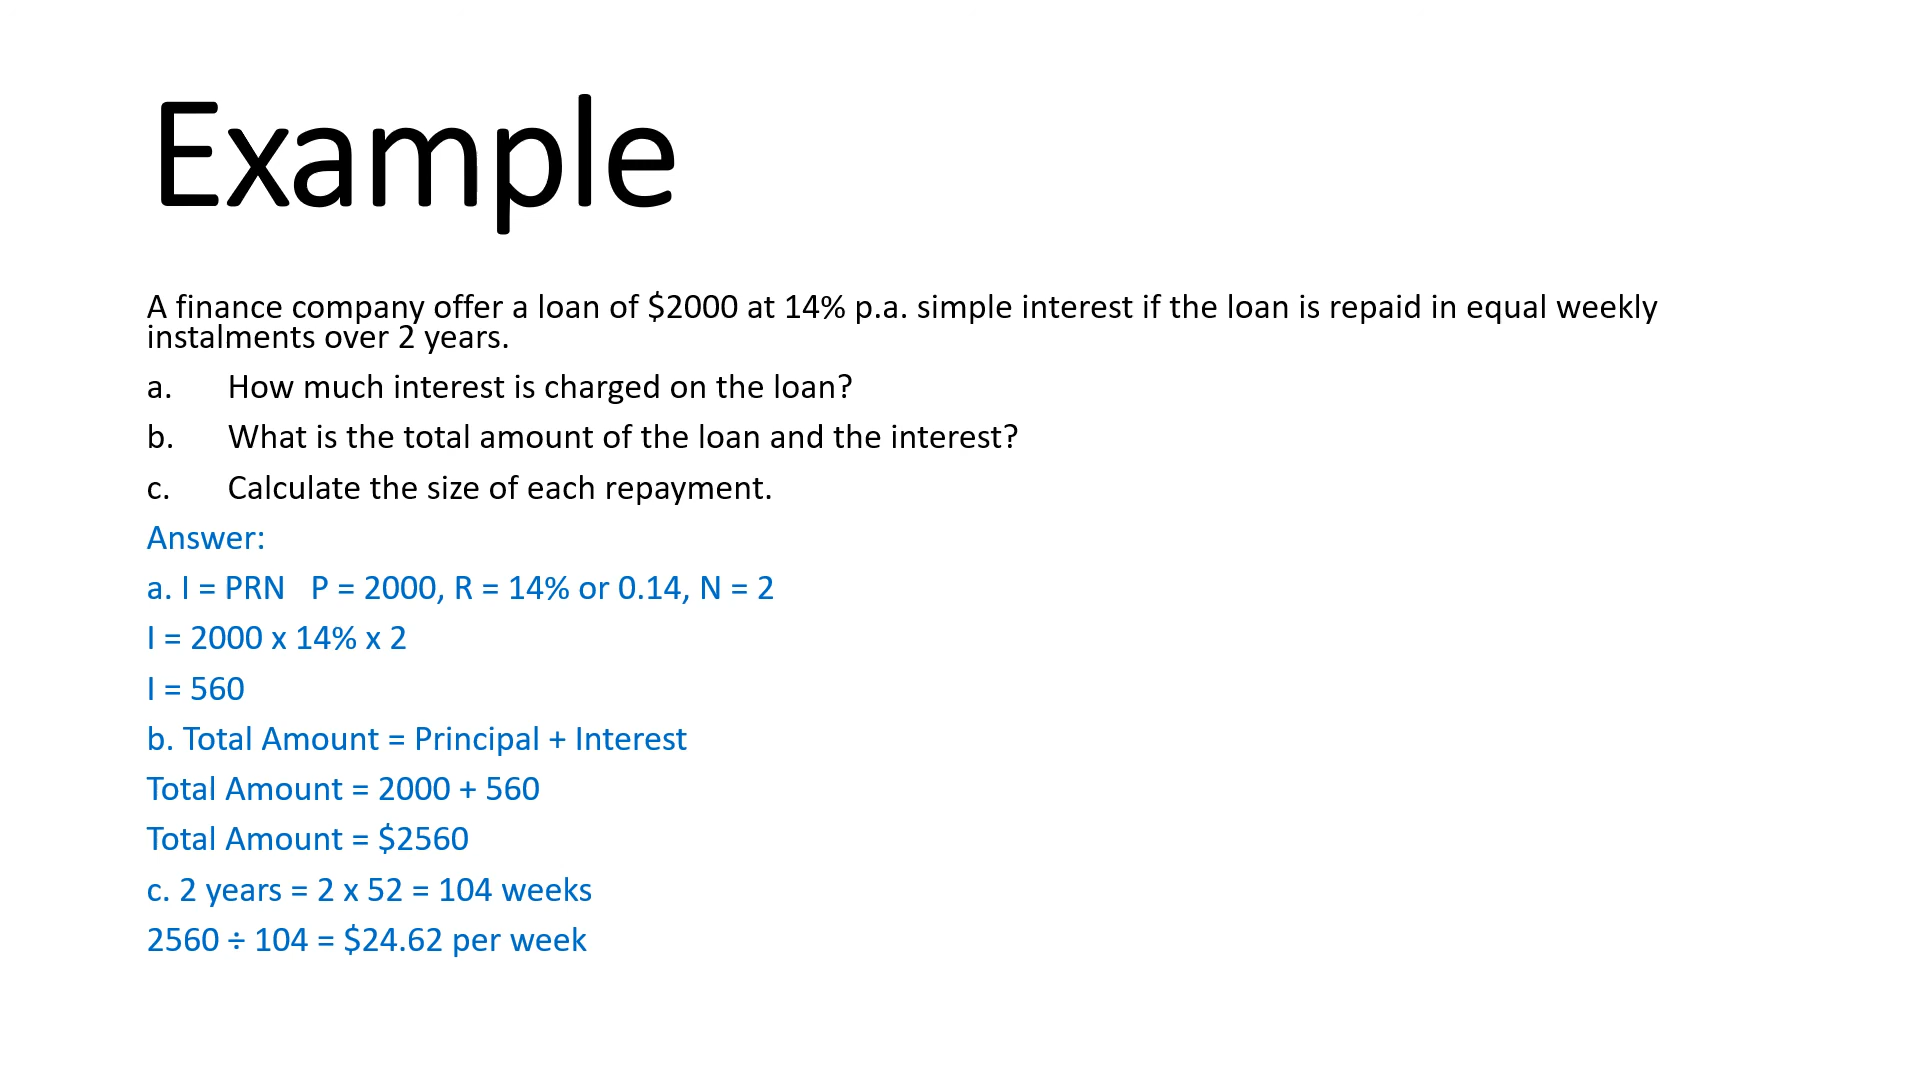 Example
A finance company offer a loan of $2000 at 14% p.a. simple interest if the loan is repaid in equal weekly
instalments over 2 years.
a. How much interest is charged on the loan?
b. What is the total amount of the loan and the interest?
c. Calculate the size of each repayment.
Answer:
a. I = PRN P = 2000, R = 14% or 0.14, N = 2
I = 2000 x 14% x 2
I = 560
b. Total Amount = Principal + Interest
Total Amount = 2000 + 560
Total Amount = $2560
c. 2 years = 2 x 52 = 104 weeks
2560 ÷ 104 = $24.62 per week